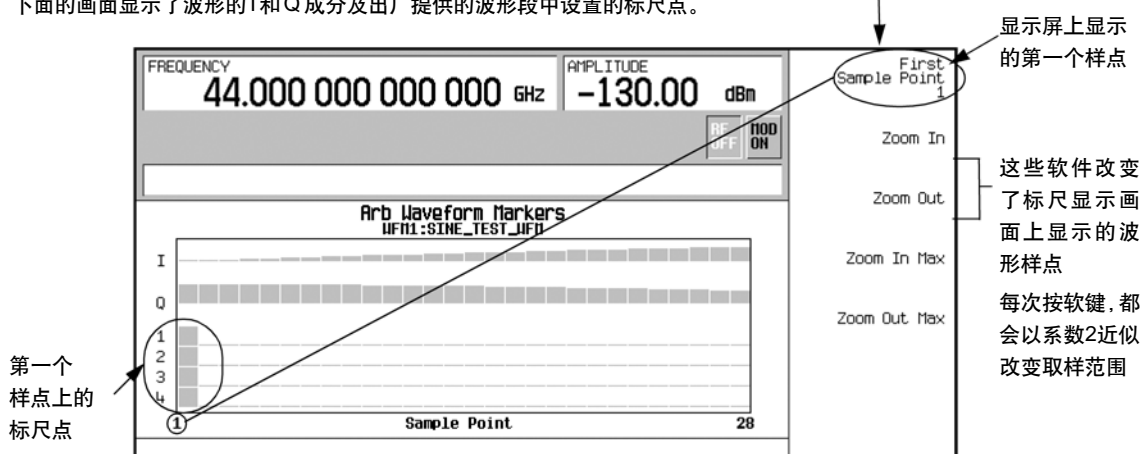 下面的画面显示了波形的I和Q成分及出厂提供的波形段中设置的标尺点。
显示屏上显示
的第一个样点
FREQUENCY
44.000 000 000 000 GHz
AMPLITUDE
-130.00 dBm
RF
OFF
MOD
ON
First
Sample Point
1
Zoom In
Zoom Out
Zoom In Max
Zoom Out Max
这些软件改变
了标尺显示画
面上显示的波
形样点
每次按软键,都
会以系数2近似
改变取样范围
Arb Waveform Markers
WFM1:SINE_TEST_WFM
I
Q
1
2
3
4
1
Sample Point
28
第一个
样点上的
标尺点